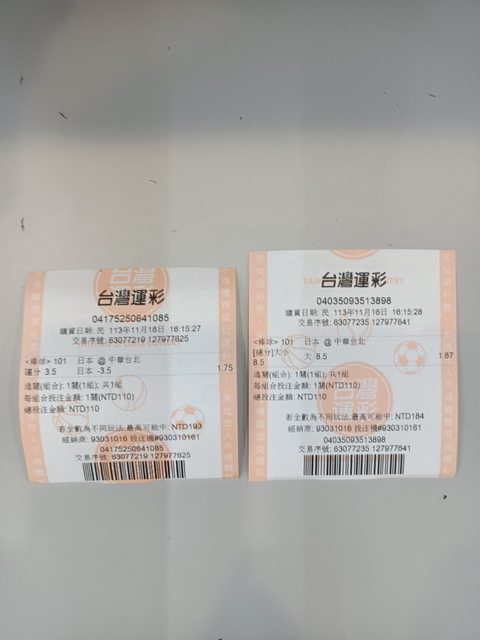 台灣運彩
04175250641085
購買日期: 民 113年11月16日 16:15:27
交易序號: 63077219 127977625
<棒球> 101 日本 @ 中華台北
讓分 3.5 日本 -3.5 1.75
過關(組合): 1關(1組); 共1組
每組合投注金額: 1關(NTD110)
總投注金額: NTD110
若全數為不同玩法,最高可能中: NTD193
經銷商: 93031016 投注機#930310161
04175250641085
交易序號: 63077219 127977625
台灣運彩
04035093513898
購買日期: 民 113年11月16日 16:15:28
交易序號: 63077235 127977641
<棒球> 101 日本 @ 中華台北
[總分]大小 大 8.5 1.67
8.5
過關(組合): 1關(1組); 共1組
每組合投注金額: 1關(NTD110)
總投注金額: NTD110
若全數為不同玩法,最高可能中: NTD184
經銷商: 93031016 投注機#930310161
04035093513898
交易序號: 63077235 127977641